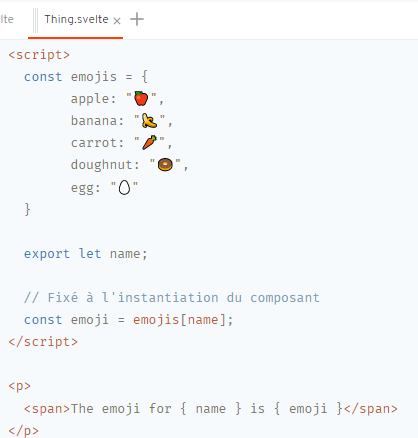 lte
Thing.svelte × +
<script>
const emojis = {
apple: "🍎",
banana: "🍌",
carrot: "🥕",
doughnut: "🍩",
egg: "🥚"
}
export let name;
// Fixé à l'instantiation du composant
const emoji = emojis[name];
</script>
<p>
<span>The emoji for { name } is { emoji }</span>
</p>